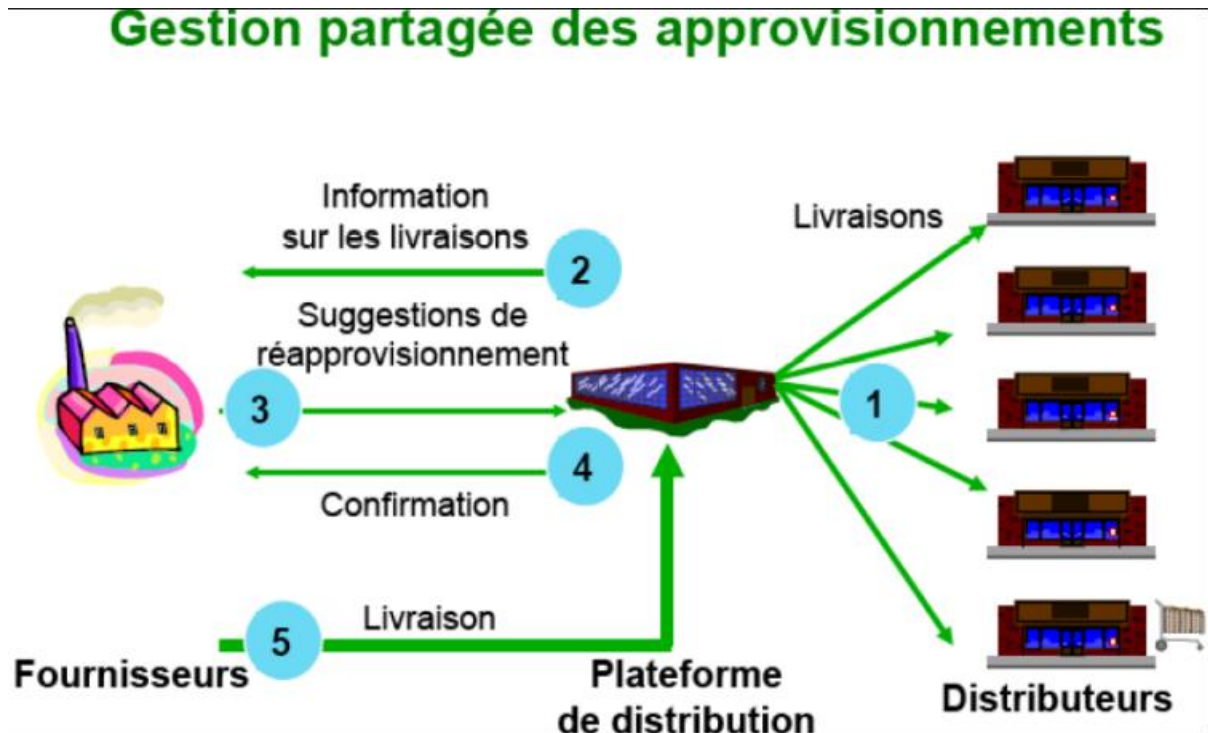 Gestion partagée des approvisionnements
Information
sur les livraisons
2
Livraisons
Suggestions de
réapprovisionnement
3
1
4
Confirmation
Livraison
5
Fournisseurs
Plateforme
de distribution
Distributeurs